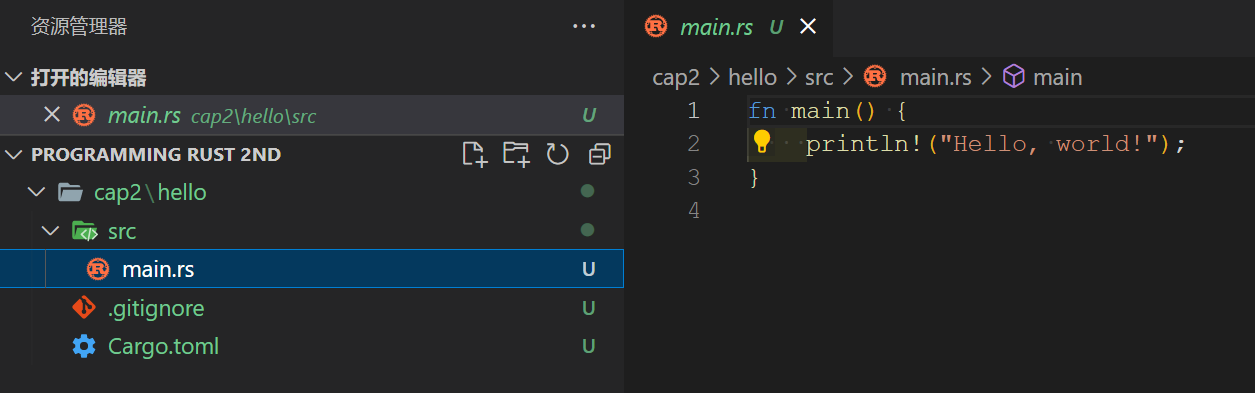 资源管理器
打开的编辑器
main.rs cap2\hello\src U
PROGRAMMING RUST 2ND
cap2\hello
src
main.rs U
.gitignore U
Cargo.toml U
main.rs U
cap2 > hello > src > main.rs > main
1 fn main() {
2 println!("Hello, world!");
3 }
4